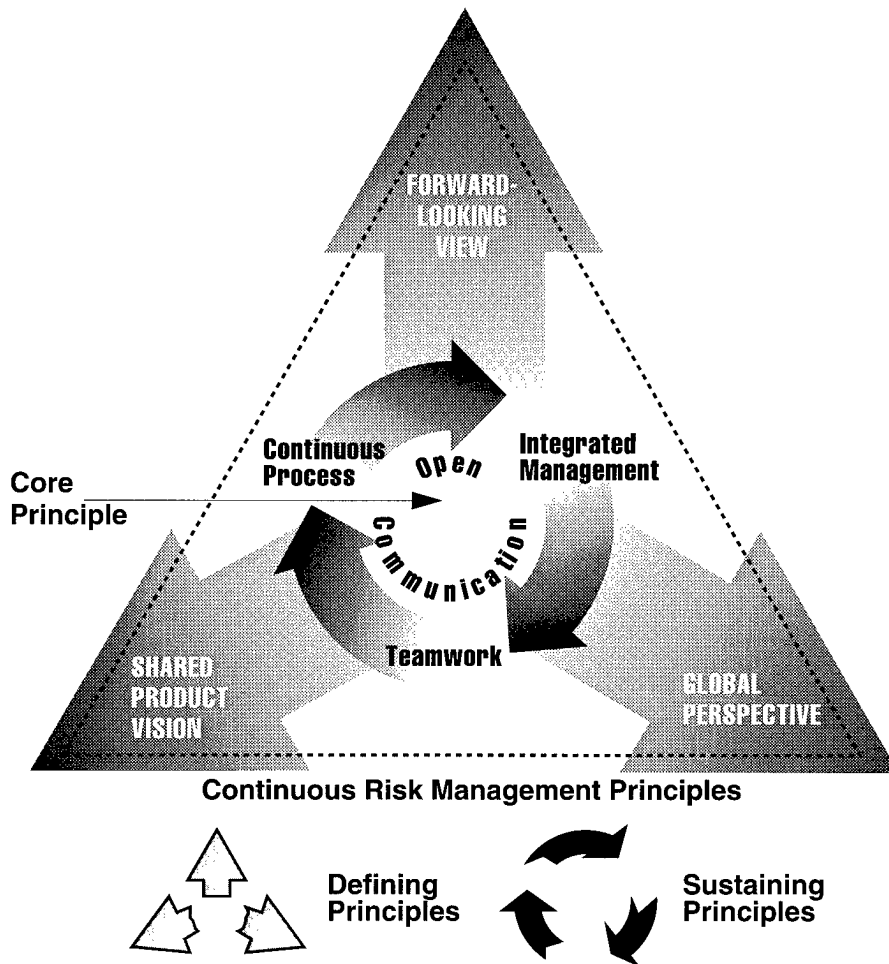 FORWARD-
LOOKING
VIEW
Continuous
Process
Open
Integrated
Management
Core
Principle
Communication
Teamwork
SHARED
PRODUCT
VISION
GLOBAL
PERSPECTIVE
Continuous Risk Management Principles
Defining
Principles
Sustaining
Principles